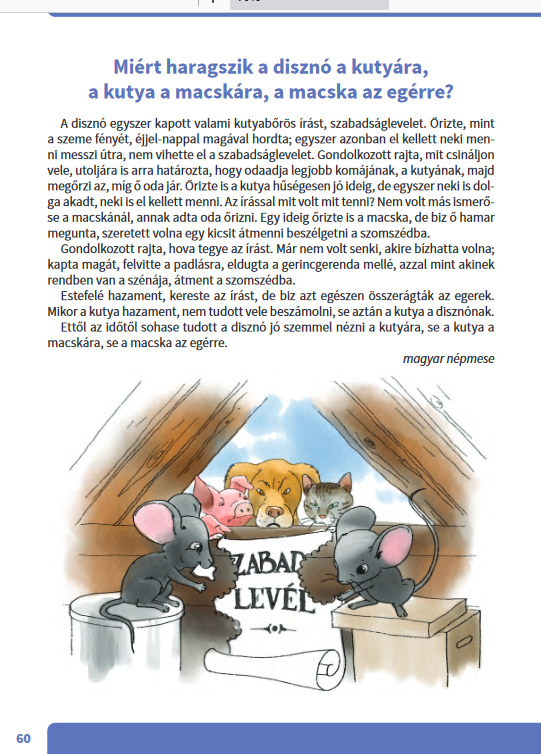 Miért haragszik a disznó a kutyára,
a kutya a macskára, a macska az egérre?
A disznó egyszer kapott valami kutyabőrös írást, szabadságlevelet. Őrizte, mint
a szeme fényét, éjjel-nappal magával hordta; egyszer azonban el kellett neki men-
ni messzi útra, nem vihette el a szabadságlevelet. Gondolkozott rajta, mit csináljon
vele, utoljára is arra határozta, hogy odaadja legjobb komájának, a kutyának, majd
megőrzi az, míg ő oda jár. Őrizte is a kutya hűségesen jó ideig, de egyszer neki is dol-
ga akadt, neki is el kellett menni. Az írással mit volt mit tenni? Nem volt más ismerő-
se a macskánál, annak adta oda őrizni. Egy ideig őrizte is a macska, de biz ő hamar
megunta, szeretett volna egy kicsit átmenni beszélgetni a szomszédba.
Gondolkozott rajta, hova tegye az írást. Már nem volt senki, akire bízhatta volna;
kapta magát, felvitte a padlásra, eldugta a gerincgerenda mellé, azzal mint akinek
rendben van a szénája, átment a szomszédba.
Estefelé hazament, kereste az írást, de biz azt egészen összerágták az egerek.
Mikor a kutya hazament, nem tudott vele beszámolni, se aztán a kutya a disznónak.
Ettől az időtől sohase tudott a disznó jó szemmel nézni a kutyára, se a kutya a
macskára, se a macska az egérre.
magyar népmese
ZABAD
LEVÉL
60